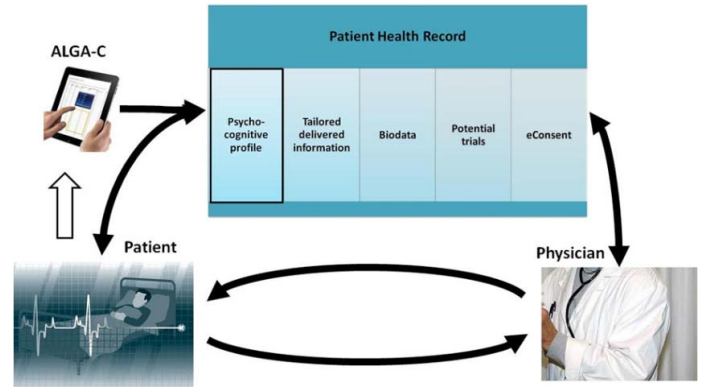 Patient Health Record
ALGA-C
Psycho-
cognitive
profile
Tailored
delivered
information
Biodata
Potential
trials
eConsent
Patient
Physician